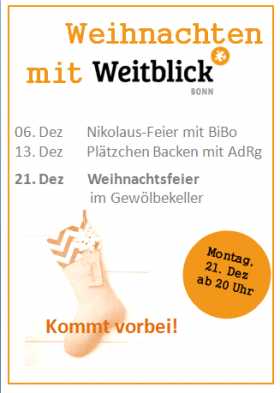 Weihnachten
mit Weitblick
BONN
06. Dez Nikolaus-Feier mit BiBo
13. Dez Plätzchen Backen mit AdRg
21. Dez Weihnachtsfeier
im Gewölbekeller
Montag,
21. Dez
ab 20 Uhr
Kommt vorbei!